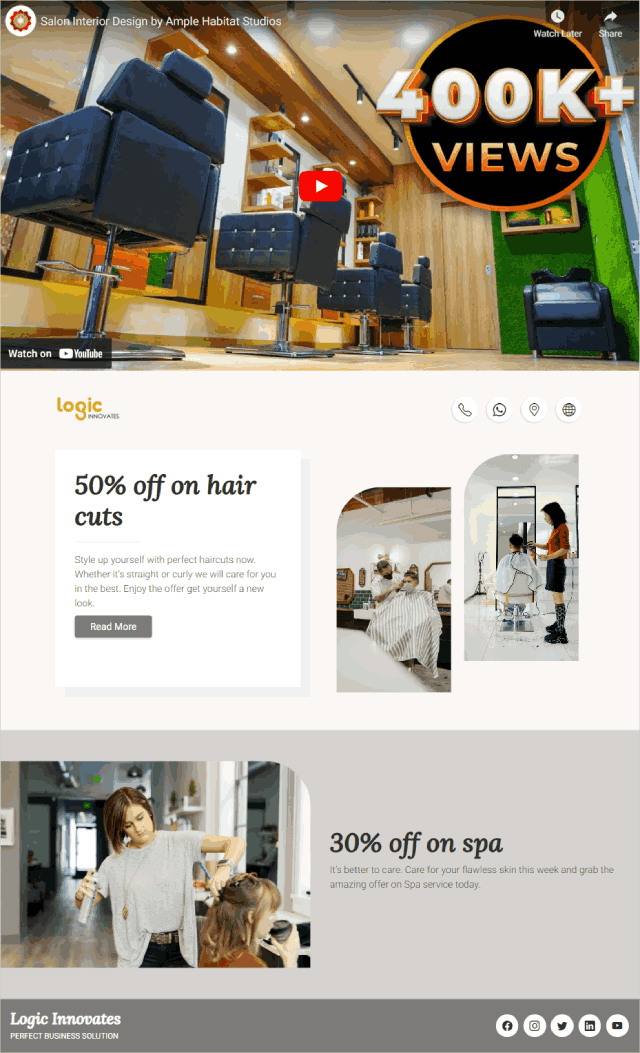 Salon Interior Design by Ample Habitat Studios
Watch Later
Share
400K+
VIEWS
Watch on YouTube
logic
INNOVATES
50% off on hair
cuts
Style up yourself with perfect haircuts now.
Whether it's straight or curly we will care for you
in the best. Enjoy the offer get yourself a new
look.
Read More
30% off on spa
It's better to care. Care for your flawless skin this week and grab the
amazing offer on Spa service today.
Logic Innovates
PERFECT BUSINESS SOLUTION